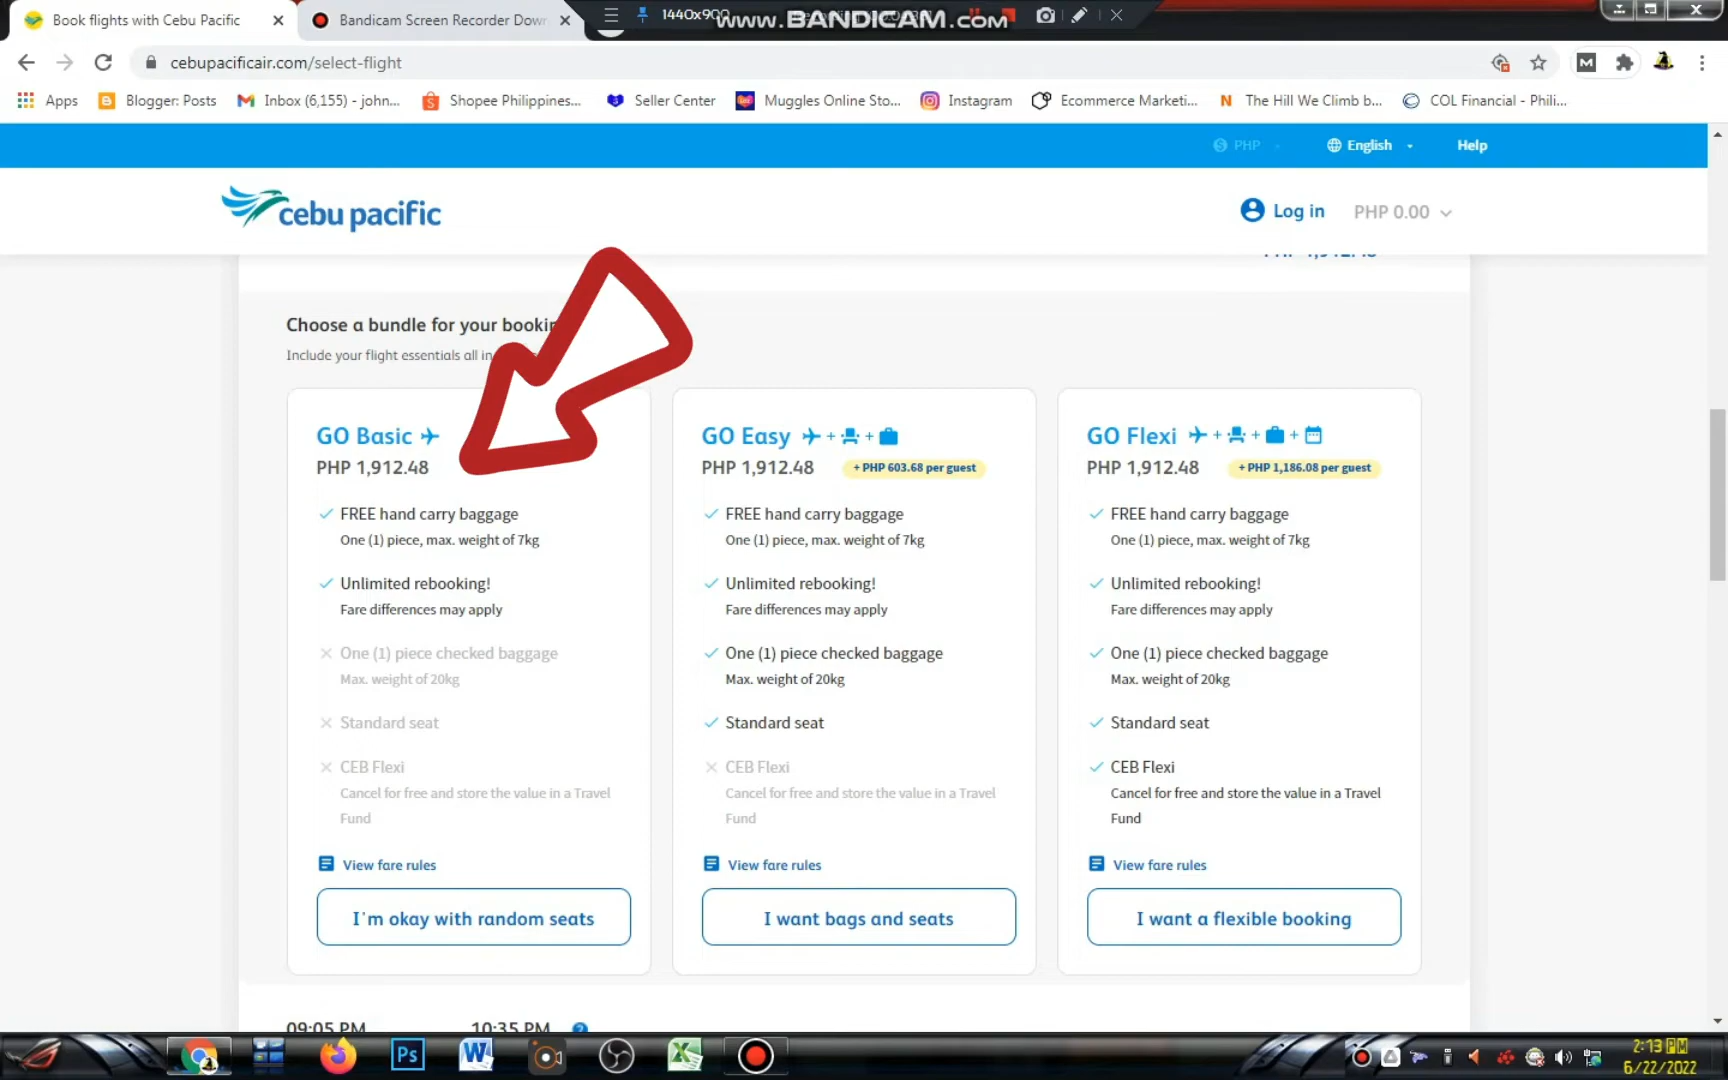 Book flights with Cebu Pacific
Bandicam Screen Recorder Down
1440x900
www.BANDICAM.com
cebupacificair.com/select-flight
Apps
Blogger: Posts
Inbox (6,155) - john...
Shopee Philippines...
Seller Center
Muggles Online Sto...
Instagram
Ecommerce Marketi...
The Hill We Climb b...
COL Financial - Phili...
PHP
English
Help
cebu pacific
Log in
PHP 0.00
PHP 1,912.48
Choose a bundle for your bookin
Include your flight essentials all in
GO Basic
PHP 1,912.48
FREE hand carry baggage
One (1) piece, max. weight of 7kg
Unlimited rebooking!
Fare differences may apply
One (1) piece checked baggage
Max. weight of 20kg
Standard seat
CEB Flexi
Cancel for free and store the value in a Travel
Fund
View fare rules
I'm okay with random seats
GO Easy + +
PHP 1,912.48
+ PHP 603.68 per guest
FREE hand carry baggage
One (1) piece, max. weight of 7kg
Unlimited rebooking!
Fare differences may apply
One (1) piece checked baggage
Max. weight of 20kg
Standard seat
CEB Flexi
Cancel for free and store the value in a Travel
Fund
View fare rules
I want bags and seats
GO Flexi + + +
PHP 1,912.48
+ PHP 1,186.08 per guest
FREE hand carry baggage
One (1) piece, max. weight of 7kg
Unlimited rebooking!
Fare differences may apply
One (1) piece checked baggage
Max. weight of 20kg
Standard seat
CEB Flexi
Cancel for free and store the value in a Travel
Fund
View fare rules
I want a flexible booking
09:05 PM
10:35 PM
Ps
2:13 PM
6/22/2022